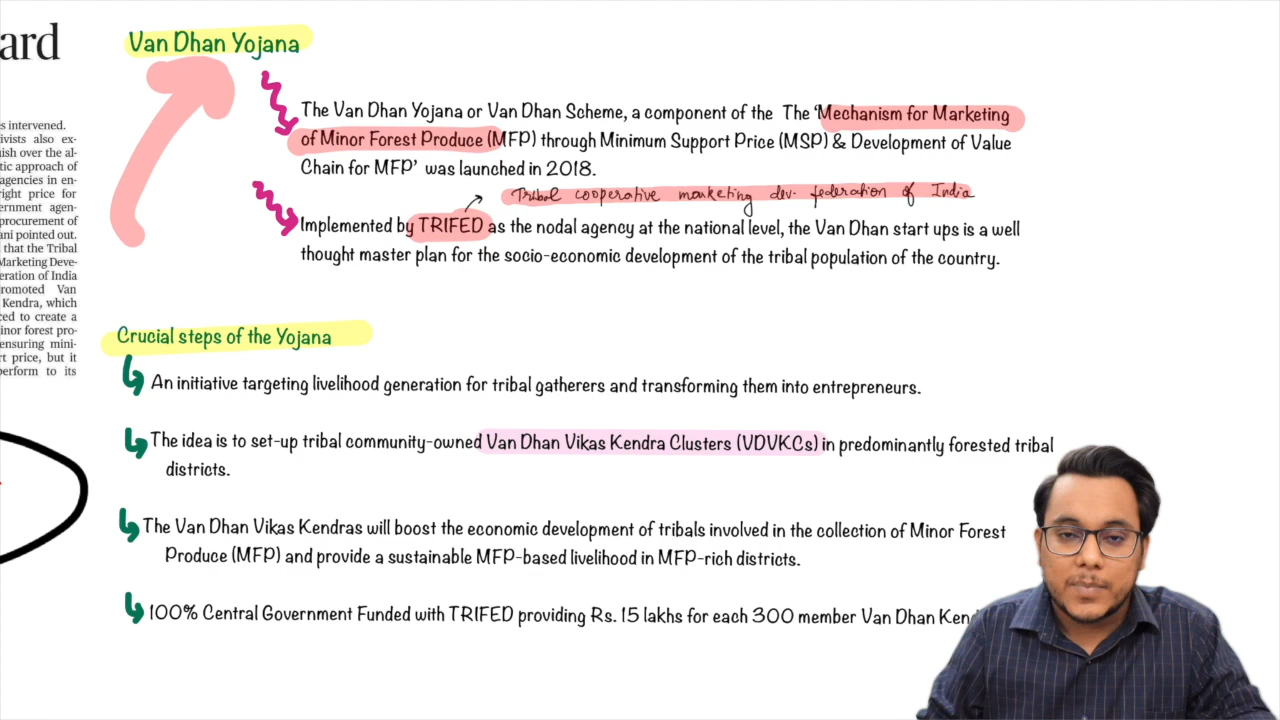 ard
s intervened.
ivists also ex-
uish over the al-
tic approach of
agencies in en-
right price for
ernment agen-
procurement of
ani pointed out.
that the Tribal
Marketing Deve-
eration of India
romoted Van
Kendra, which
ced to create a
inor forest pro-
ensuring mini-
rt price, but it
perform to its
Van Dhan Yojana
The Van Dhan Yojana or Van Dhan Scheme, a component of the The ‘Mechanism for Marketing
of Minor Forest Produce (MFP) through Minimum Support Price (MSP) & Development of Value
Chain for MFP’ was launched in 2018.
Tribal cooperative marketing dev. federation of India
Implemented by TRIFED as the nodal agency at the national level, the Van Dhan start ups is a well
thought master plan for the socio-economic development of the tribal population of the country.
Crucial steps of the Yojana
An initiative targeting livelihood generation for tribal gatherers and transforming them into entrepreneurs.
The idea is to set-up tribal community-owned Van Dhan Vikas Kendra Clusters (VDVKCs) in predominantly forested tribal
districts.
The Van Dhan Vikas Kendras will boost the economic development of tribals involved in the collection of Minor Forest
Produce (MFP) and provide a sustainable MFP-based livelihood in MFP-rich districts.
100% Central Government Funded with TRIFED providing Rs. 15 lakhs for each 300 member Van Dhan Ken